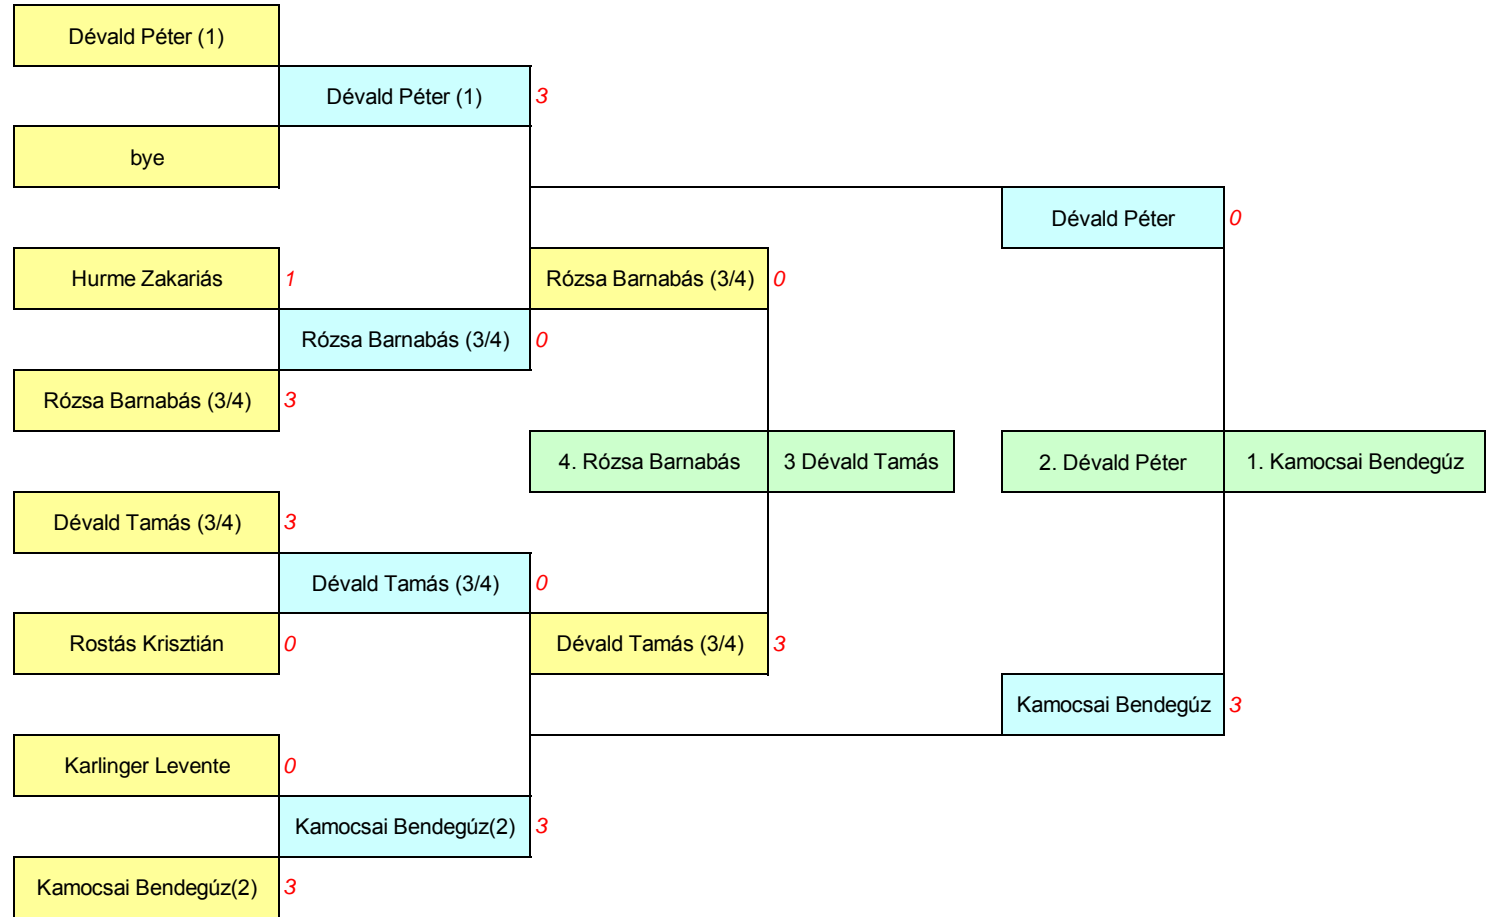 Dévald Péter (1)
Dévald Péter (1) 3
bye
Dévald Péter 0
Hurme Zakariás 1 Rózsa Barnabás (3/4) 0
Rózsa Barnabás (3/4) 0
Rózsa Barnabás (3/4) 3
4. Rózsa Barnabás 3 Dévald Tamás 2. Dévald Péter 1. Kamocsai Bendegúz
Dévald Tamás (3/4) 3
Dévald Tamás (3/4) 0
Rostás Krisztián 0 Dévald Tamás (3/4) 3
Kamocsai Bendegúz 3
Karlinger Levente 0
Kamocsai Bendegúz(2) 3
Kamocsai Bendegúz(2) 3